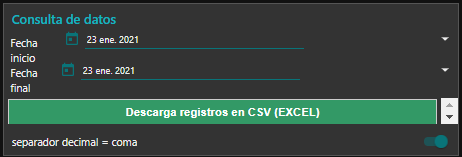 Consulta de datos
Fecha inicio
23 ene. 2021
Fecha final
23 ene. 2021
Descarga registros en CSV (EXCEL)
separador decimal = coma